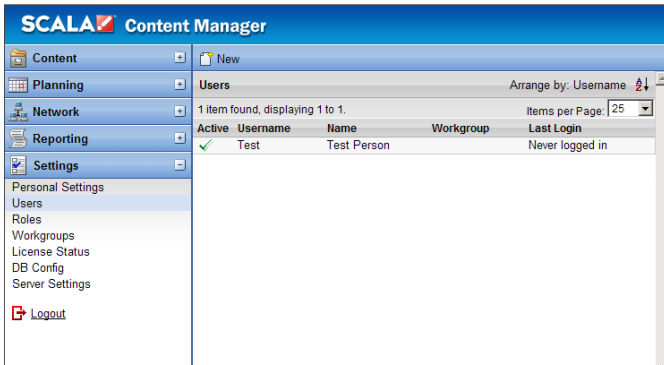 SCALA Content Manager
Content
Planning
Network
Reporting
Settings
Personal Settings
Users
Roles
Workgroups
License Status
DB Config
Server Settings
Logout
New
Users Arrange by: Username
1 item found, displaying 1 to 1. Items per Page: 25
Active Username Name Workgroup Last Login
Test Test Person Never logged in